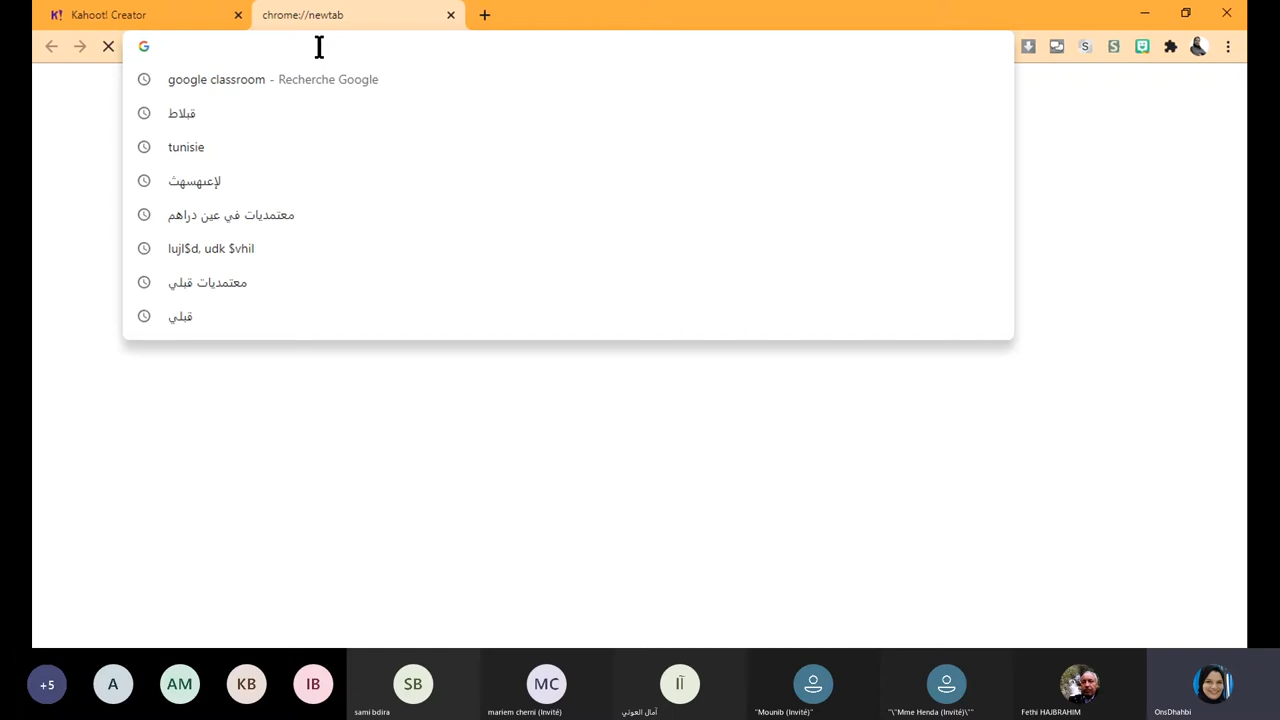 K! Kahoot! Creator
chrome://newtab
google classroom - Recherche Google
قبلاط
tunisie
لإعىهسهث
معتمديات في عين دراهم
lujl$d, udk $vhil
معتمديات قبلي
قبلي
+5
A
AM
KB
IB
SB
MC
آآ
sami bdira
mariem cherni (Invité)
آمال العوني
"Mounib (Invité)"
"\"Mme Henda (Invité)\""
Fethi HAJBRAHIM
OnsDhahbi